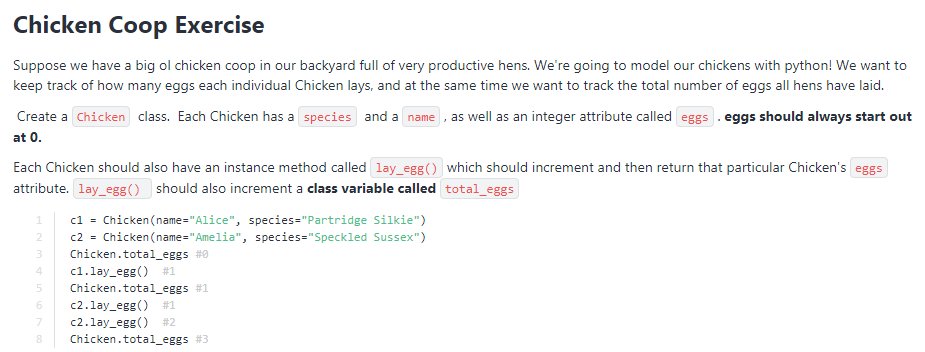 Chicken Coop Exercise
Suppose we have a big ol chicken coop in our backyard full of very productive hens. We're going to model our chickens with python! We want to
keep track of how many eggs each individual Chicken lays, and at the same time we want to track the total number of eggs all hens have laid.
Create a Chicken class. Each Chicken has a species and a name , as well as an integer attribute called eggs . eggs should always start out
at 0.
Each Chicken should also have an instance method called lay_egg() which should increment and then return that particular Chicken's eggs
attribute. lay_egg() should also increment a class variable called total_eggs
1 c1 = Chicken(name="Alice", species="Partridge Silkie")
2 c2 = Chicken(name="Amelia", species="Speckled Sussex")
3 Chicken.total_eggs #0
4 c1.lay_egg() #1
5 Chicken.total_eggs #1
6 c2.lay_egg() #1
7 c2.lay_egg() #2
8 Chicken.total_eggs #3